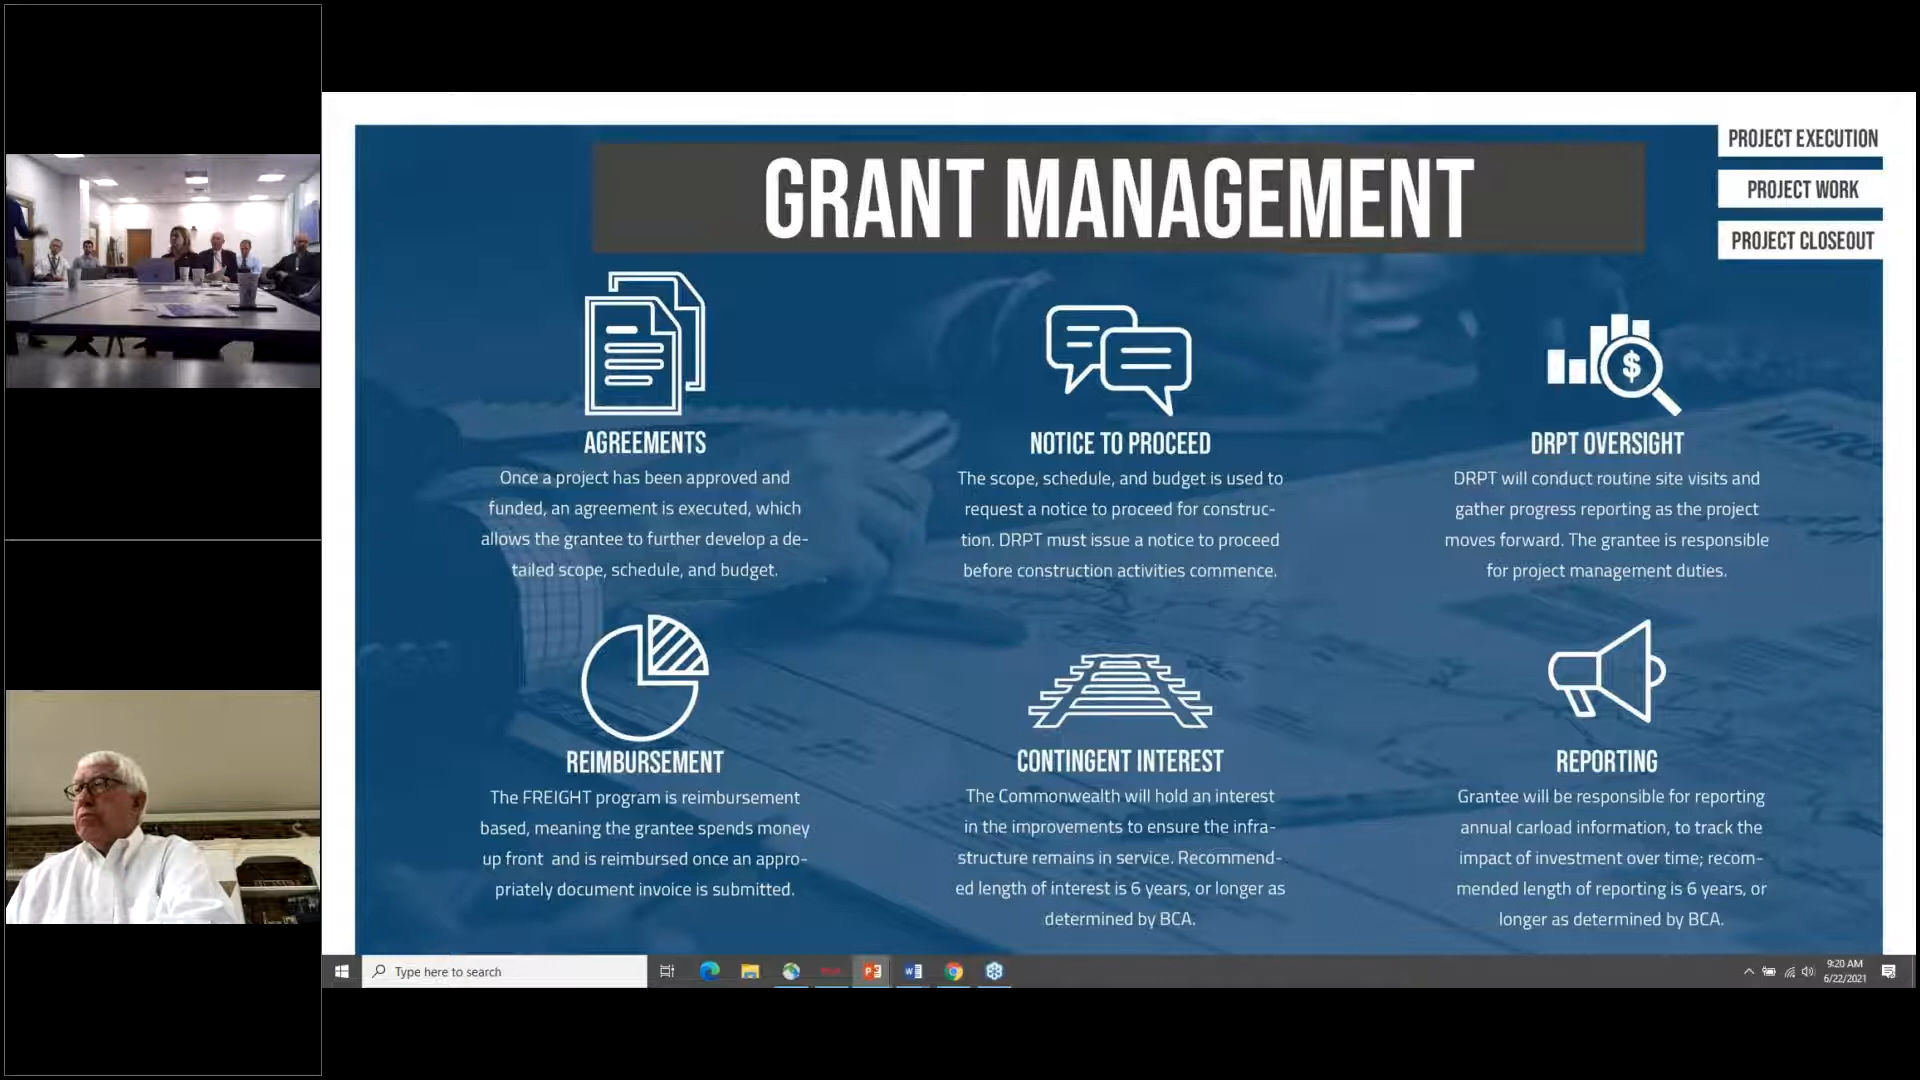 GRANT MANAGEMENT
PROJECT EXECUTION
PROJECT WORK
PROJECT CLOSEOUT
AGREEMENTS
Once a project has been approved and
funded, an agreement is executed, which
allows the grantee to further develop a de-
tailed scope, schedule, and budget.
NOTICE TO PROCEED
The scope, schedule, and budget is used to
request a notice to proceed for construc-
tion. DRPT must issue a notice to proceed
before construction activities commence.
DRPT OVERSIGHT
DRPT will conduct routine site visits and
gather progress reporting as the project
moves forward. The grantee is responsible
for project management duties.
REIMBURSEMENT
The FREIGHT program is reimbursement
based, meaning the grantee spends money
up front and is reimbursed once an appro-
priately document invoice is submitted.
CONTINGENT INTEREST
The Commonwealth will hold an interest
in the improvements to ensure the infra-
structure remains in service. Recommend-
ed length of interest is 6 years, or longer as
determined by BCA.
REPORTING
Grantee will be responsible for reporting
annual carload information, to track the
impact of investment over time; recom-
mended length of reporting is 6 years, or
longer as determined by BCA.
Type here to search
9:20 AM
6/22/2021